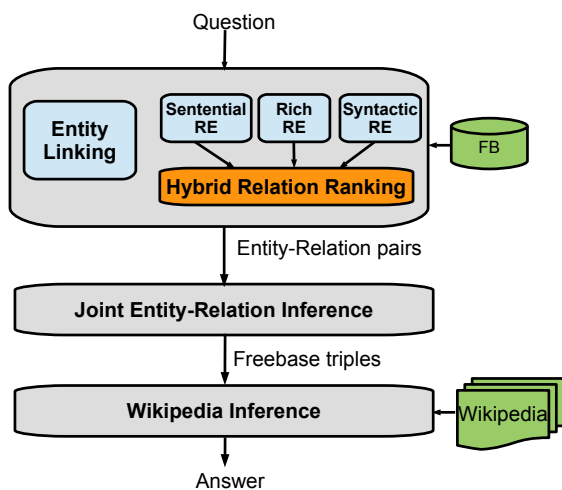 Question
Entity
Linking
Sentential
RE
Rich
RE
Syntactic
RE
Hybrid Relation Ranking
FB
Entity-Relation pairs
Joint Entity-Relation Inference
Freebase triples
Wikipedia Inference
Wikipedia
Answer